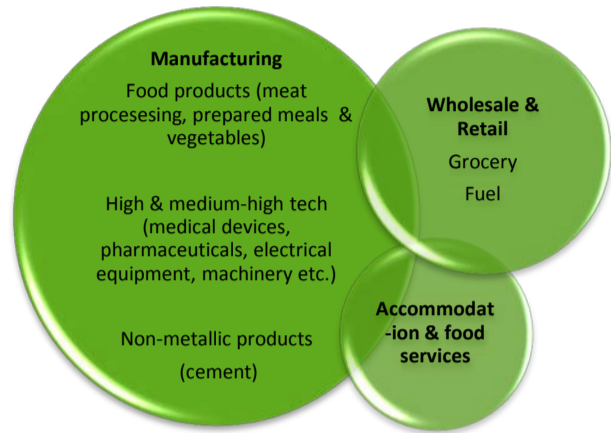 Manufacturing
Food products (meat
procesesing, prepared meals &
vegetables)
High & medium-high tech
(medical devices,
pharmaceuticals, electrical
equipment, machinery etc.)
Non-metallic products
(cement)
Wholesale &
Retail
Grocery
Fuel
Accommodat
-ion & food
services